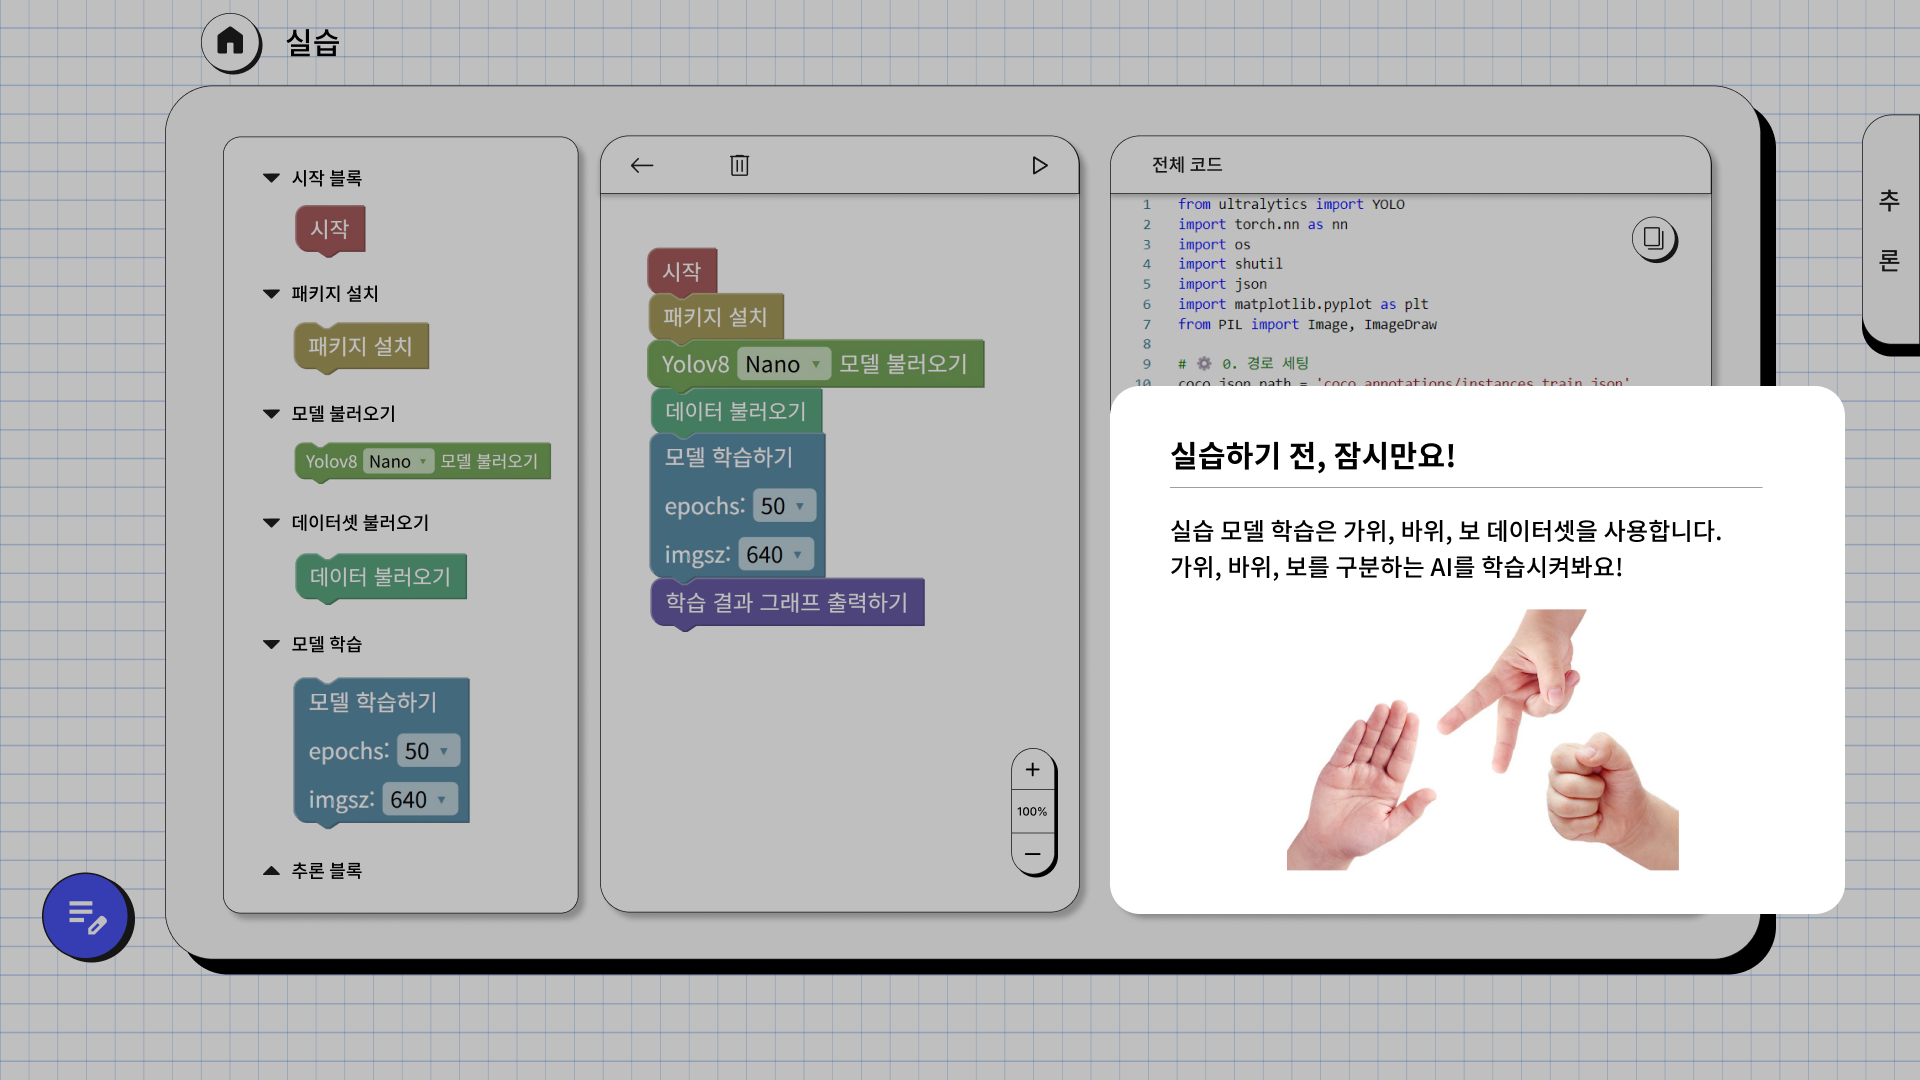 실습
시작 블록
시작
패키지 설치
패키지 설치
모델 불러오기
Yolov8 Nano 모델 불러오기
데이터셋 불러오기
데이터 불러오기
모델 학습
모델 학습하기
epochs: 50
imgsz: 640
추론 블록
시작
패키지 설치
Yolov8 Nano 모델 불러오기
데이터 불러오기
모델 학습하기
epochs: 50
imgsz: 640
학습 결과 그래프 출력하기
100%
전체 코드
1 from ultralytics import YOLO
2 import torch.nn as nn
3 import os
4 import shutil
5 import json
6 import matplotlib.pyplot as plt
7 from PIL import Image, ImageDraw
8
9 # ⚙️ 0. 경로 세팅
10 coco_json_path = 'coco_annotations/instances_train.json'
추
론
실습하기 전, 잠시만요!
실습 모델 학습은 가위, 바위, 보 데이터셋을 사용합니다.
가위, 바위, 보를 구분하는 AI를 학습시켜봐요!